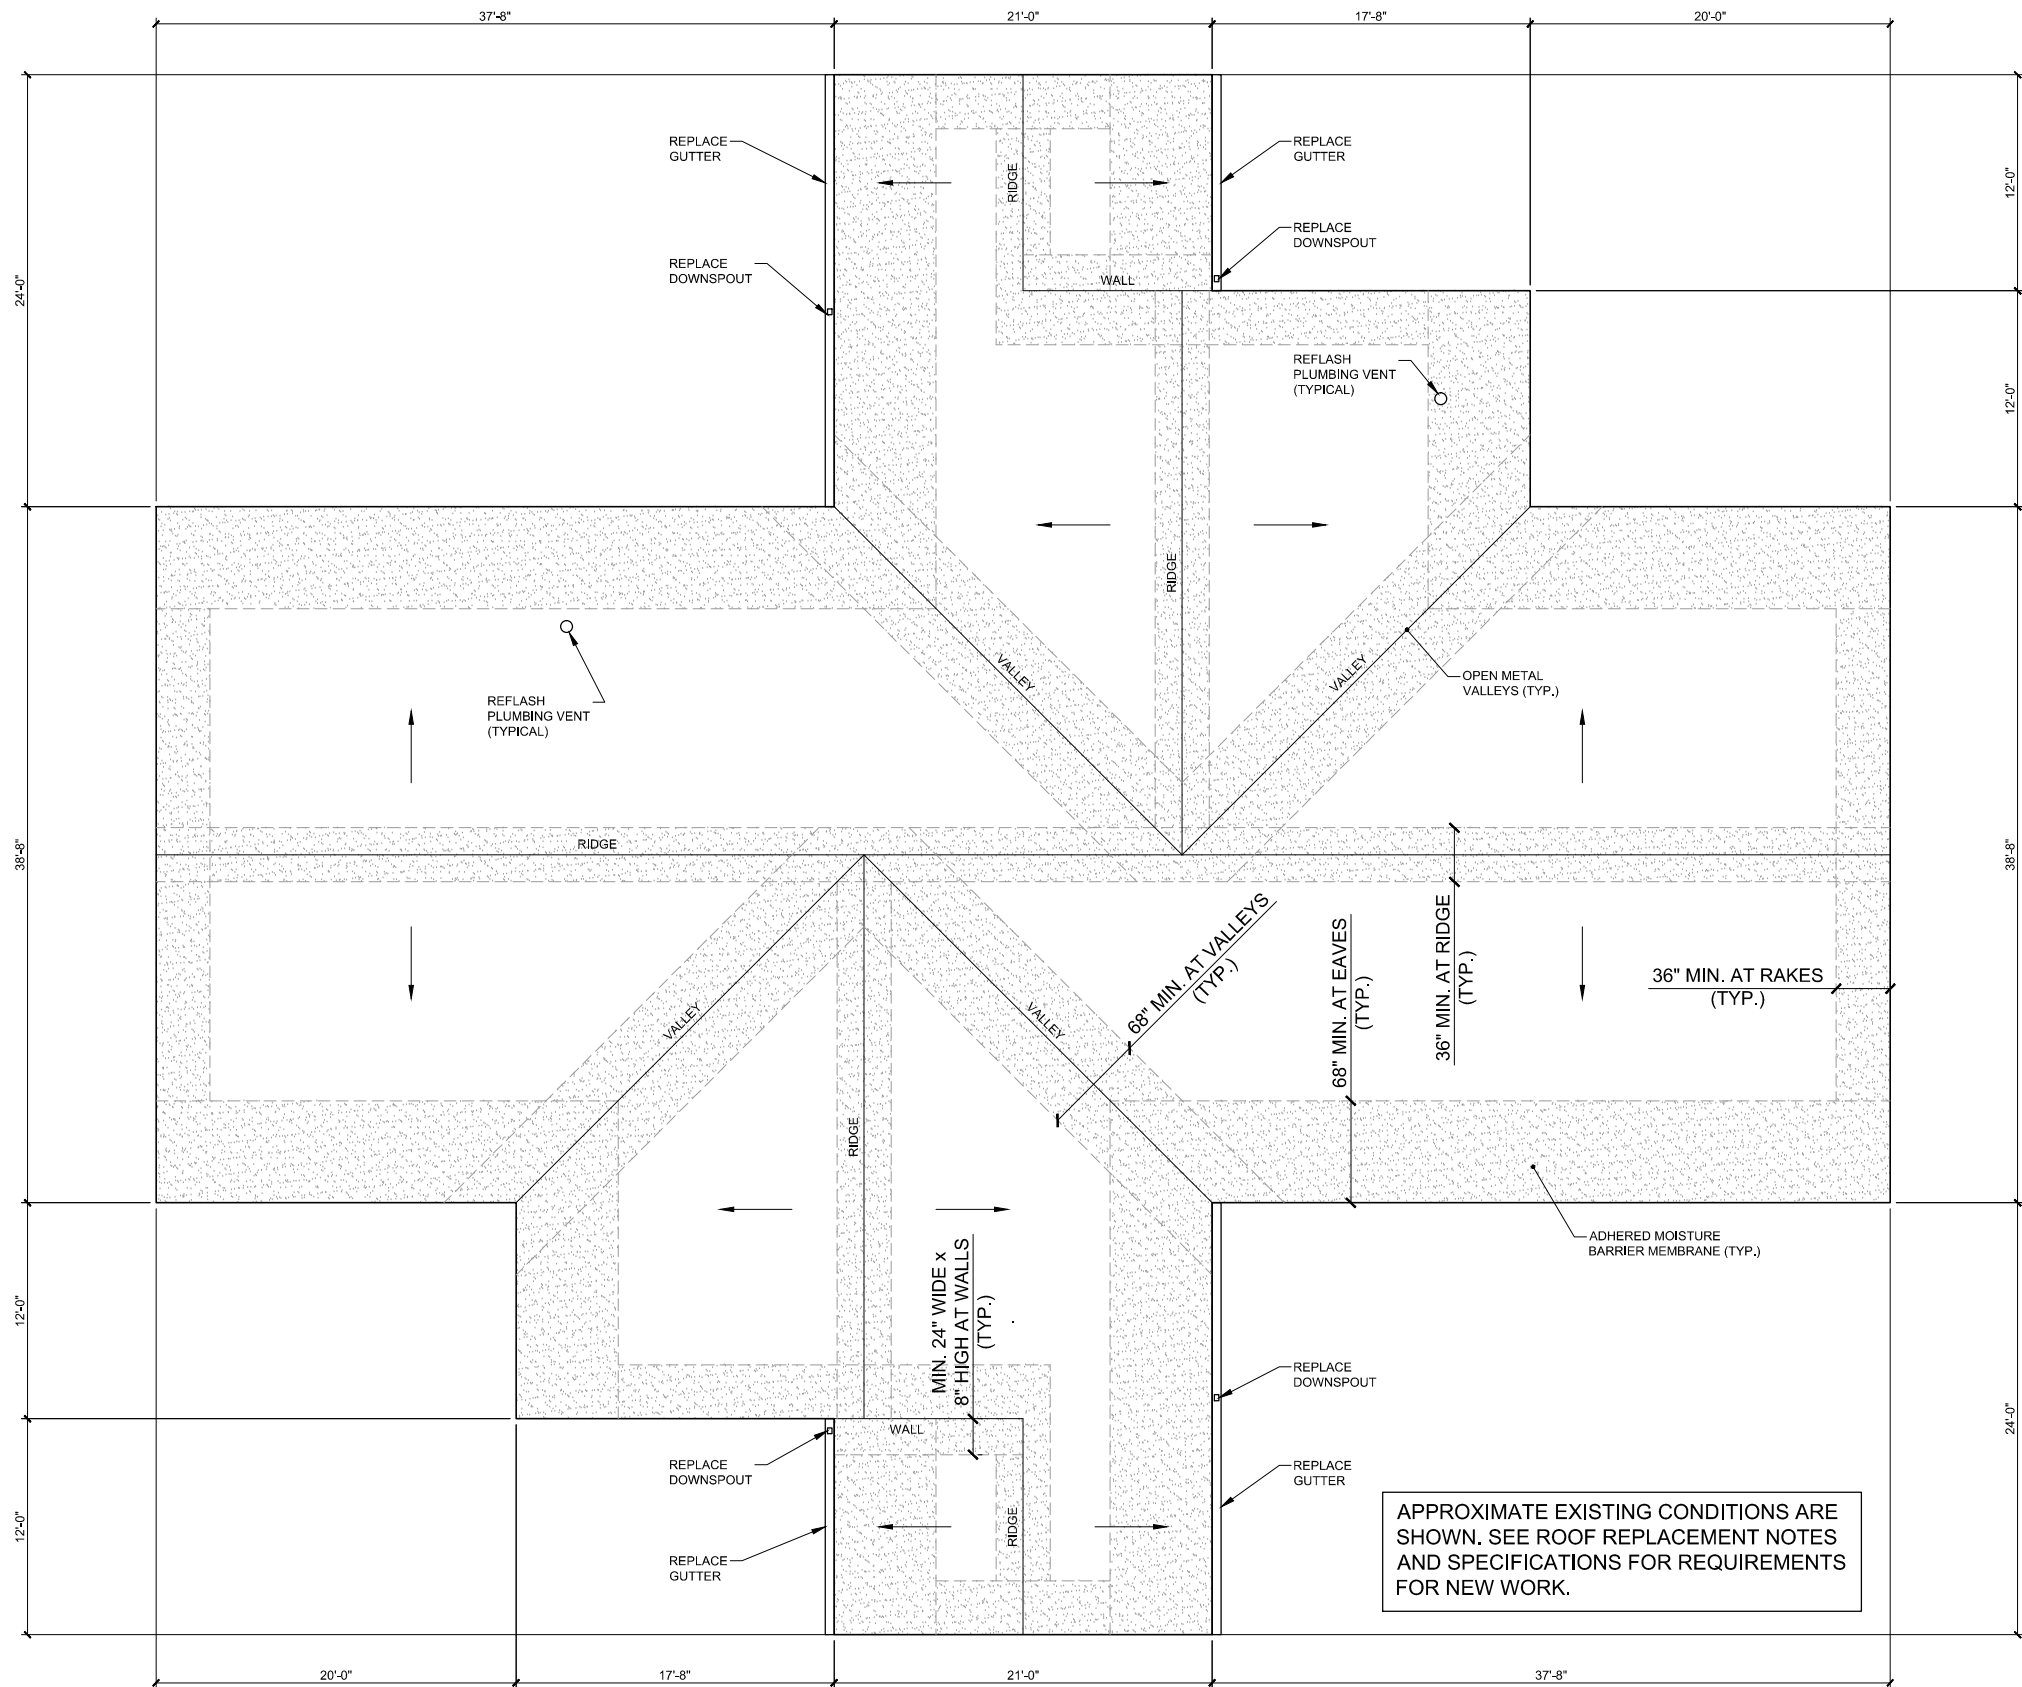 37'-8"
21'-0"
17'-8"
20'-0"
REPLACE
GUTTER
REPLACE
GUTTER
RIDGE
12'-0"
REPLACE
DOWNSPOUT
REPLACE
DOWNSPOUT
24'-0"
WALL
REFLASH
PLUMBING VENT
(TYPICAL)
12'-0"
RIDGE
VALLEY
VALLEY
OPEN METAL
VALLEYS (TYP.)
REFLASH
PLUMBING VENT
(TYPICAL)
RIDGE
38'-8"
38'-8"
68" MIN. AT VALLEYS
(TYP.)
68" MIN. AT EAVES
(TYP.)
36" MIN. AT RIDGE
(TYP.)
36" MIN. AT RAKES
(TYP.)
VALLEY
VALLEY
RIDGE
ADHERED MOISTURE
BARRIER MEMBRANE (TYP.)
12'-0"
MIN. 24" WIDE x
8" HIGH AT WALLS
(TYP.)
REPLACE
DOWNSPOUT
24'-0"
WALL
REPLACE
DOWNSPOUT
REPLACE
GUTTER
12'-0"
RIDGE
REPLACE
GUTTER
APPROXIMATE EXISTING CONDITIONS ARE
SHOWN. SEE ROOF REPLACEMENT NOTES
AND SPECIFICATIONS FOR REQUIREMENTS
FOR NEW WORK.
20'-0"
17'-8"
21'-0"
37'-8"